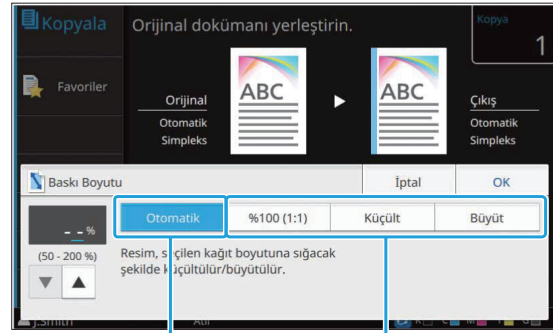 Kopyala
Orijinal dokümanı yerleştirin.
Kopya
1
Favoriler
Orijinal
Otomatik
Simpleks
ABC
ABC
Çıkış
Otomatik
Simpleks
Baskı Boyutu
İptal
OK
- - %
(50 - 200 %)
Otomatik
%100 (1:1)
Küçült
Büyüt
Resim, seçilen kağıt boyutuna sığacak
şekilde küçültülür/büyütülür.
J.Smith